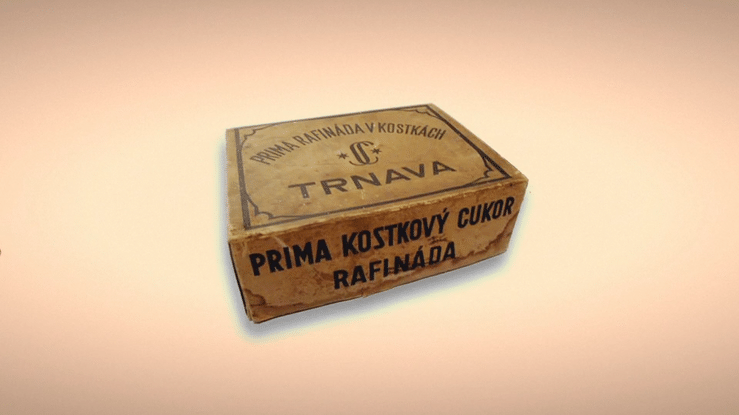 PRIMA RAFINÁDA V KOSTKÁCH
TRNAVA
PRIMA KOSTKOVÝ CUKOR
RAFINÁDA